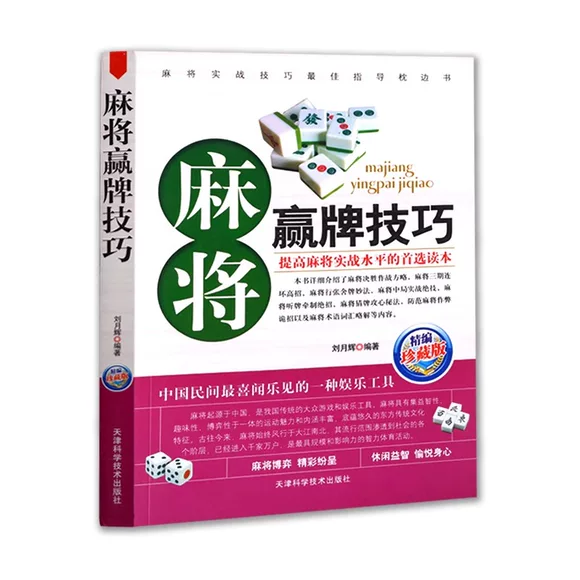 麻将赢牌技巧
刘月辉◎编著
精编
珍藏版
天津科学技术出版社
麻将实战技巧最佳指导枕边书
發
majiang
yingpai jiqiao
麻将
赢牌技巧
提高麻将实战水平的首选读本
本书详细介绍了麻将决胜作战方略，麻将三期连
环高招，麻将行张舍牌妙法，麻将中局实战绝技，麻
将听牌牵制绝招，麻将猜牌攻心秘法，防范麻将作弊
诡招以及麻将术语词汇略解等内容。
刘月辉◎编著
精编
珍藏版
中国民间最喜闻乐见的一种娱乐工具
麻将起源于中国，是我国传统的大众游戏和娱乐工具。麻将具有集益智性、
趣味性、博弈性于一体的运动魅力和内涵丰富、底蕴悠久的东方传统文化
特征。古往今来，麻将始终风行于大江南北，其流行范围渗透到社会的各
个阶层，已经进入千家万户，是最具规模和影响力的智力体育活动。
麻将博弈 精彩纷呈
休闲益智 愉悦身心
天津科学技术出版社